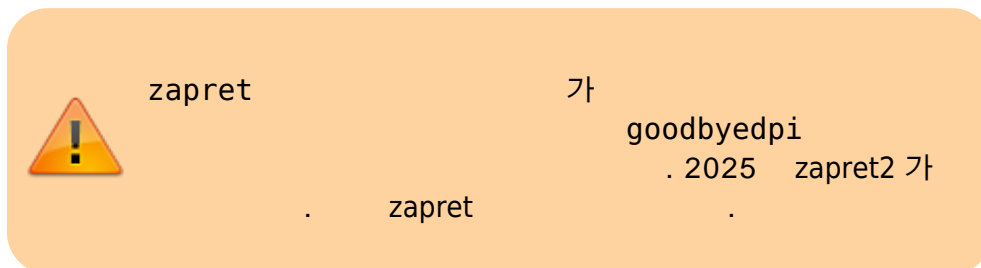 zapret 가
goodbyedpi
. 2025 zapret2 가
. zapret .